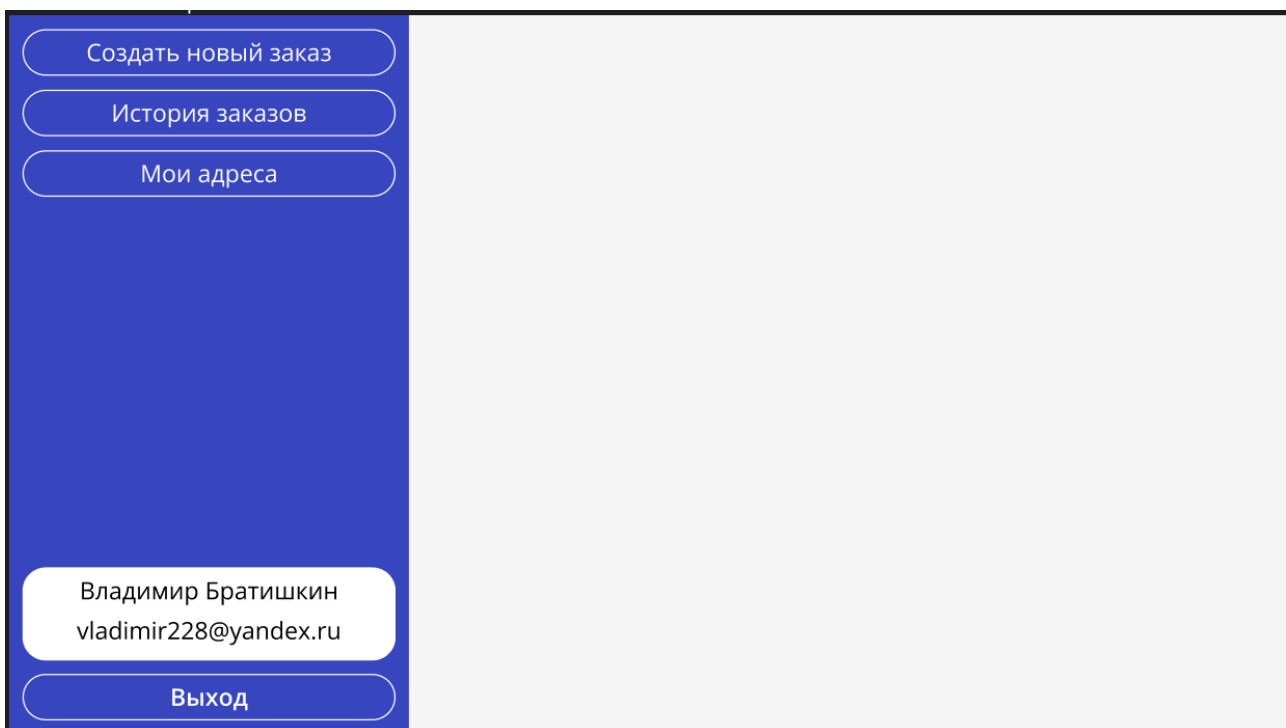 Создать новый заказ
История заказов
Мои адреса
Владимир Братишкин
vladimir228@yandex.ru
Выход